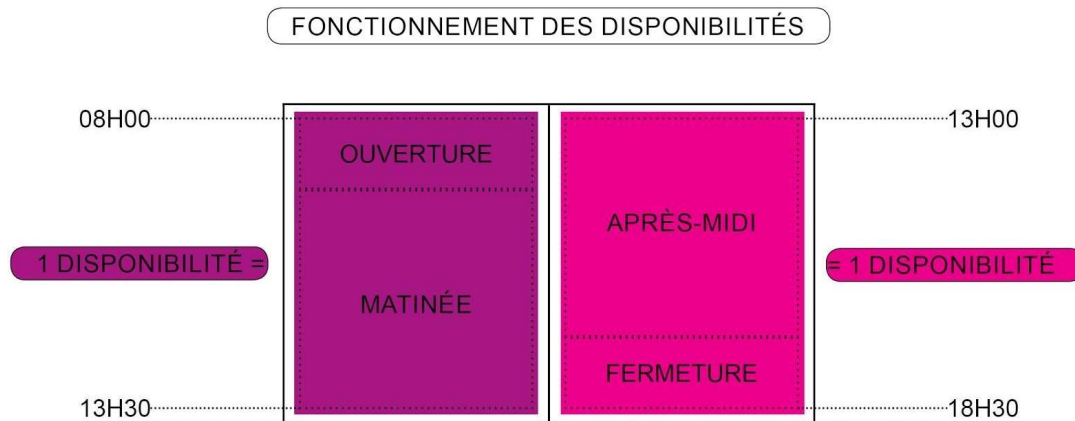 FONCTIONNEMENT DES DISPONIBILITÉS
08H00
13H00
OUVERTURE
APRÈS-MIDI
1 DISPONIBILITÉ =
= 1 DISPONIBILITÉ
MATINÉE
FERMETURE
13H30
18H30